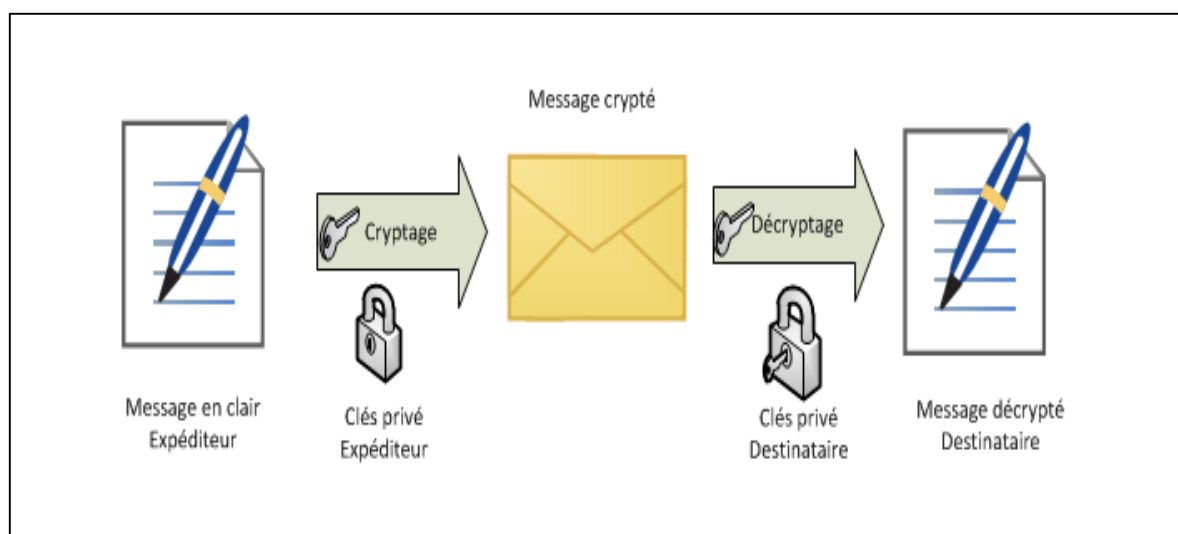 Message crypté
Cryptage
Décryptage
Message en clair
Expéditeur
Clés privé
Expéditeur
Clés privé
Destinataire
Message décrypté
Destinataire